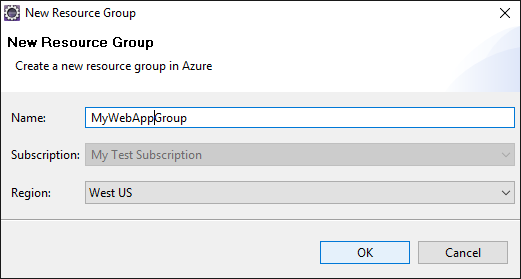 New Resource Group
New Resource Group
Create a new resource group in Azure
Name: MyWebAppGroup
Subscription: My Test Subscription
Region: West US
OK Cancel